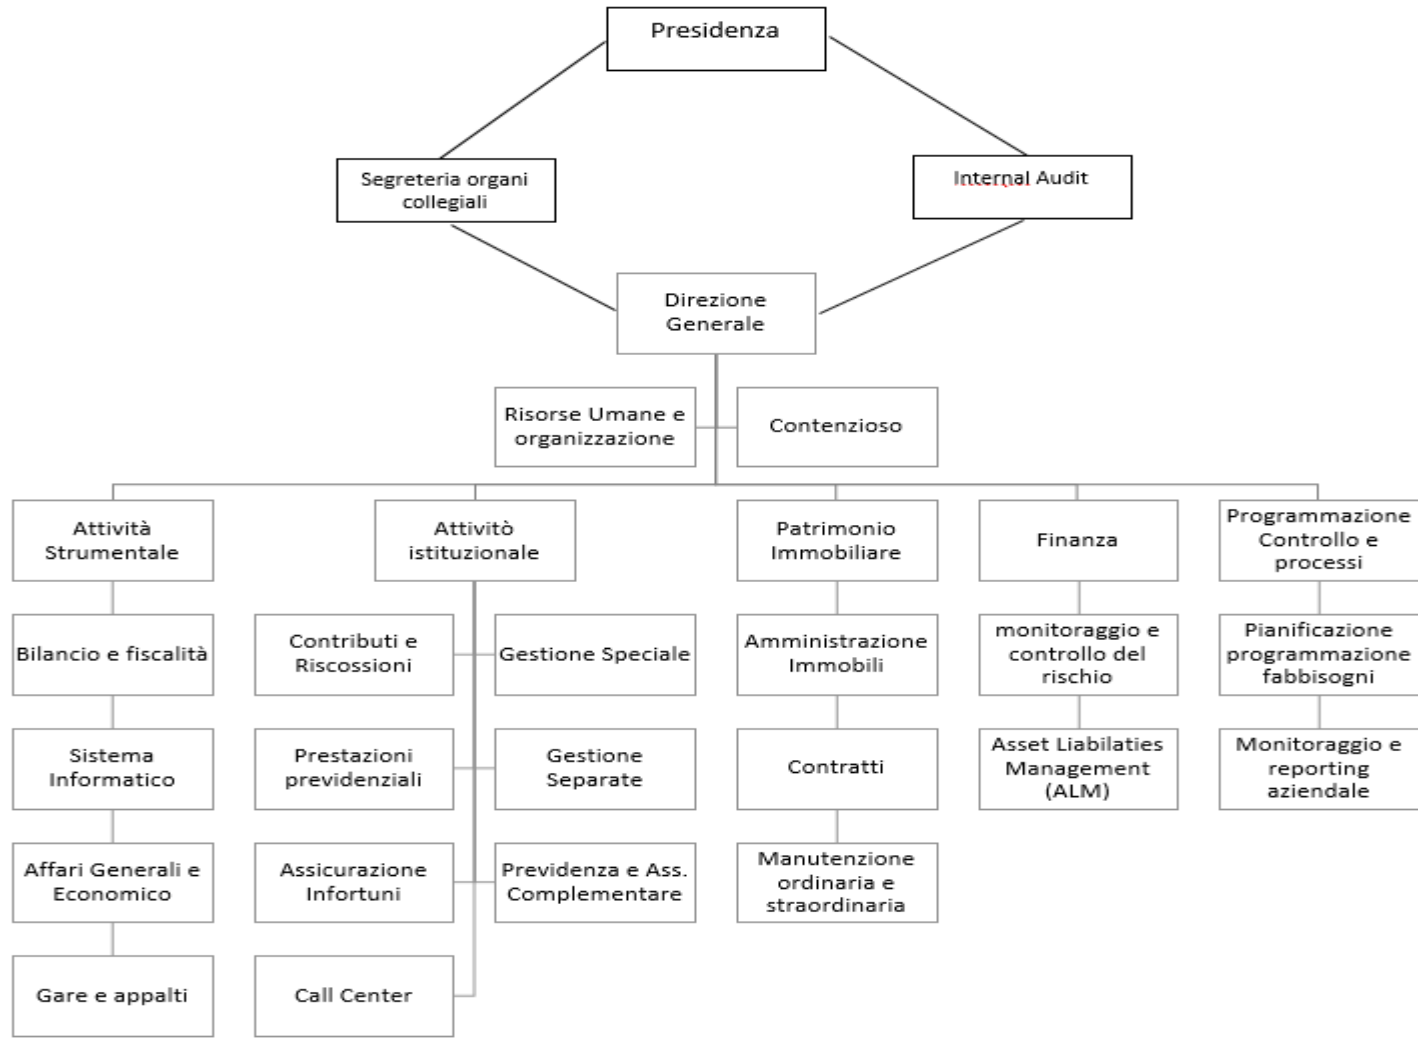 Presidenza
Segreteria organi
collegiali
Internal Audit
Direzione
Generale
Risorse Umane e
organizzazione
Contenzioso
Attività
Strumentale
Attivitò
istituzionale
Patrimonio
Immobiliare
Finanza
Programmazione
Controllo e
processi
Bilancio e fiscalità
Contributi e
Riscossioni
Gestione Speciale
Amministrazione
Immobili
monitoraggio e
controllo del
rischio
Pianificazione
programmazione
fabbisogni
Sistema
Informatico
Prestazioni
previdenziali
Gestione
Separate
Contratti
Asset Liabilaties
Management
(ALM)
Monitoraggio e
reporting
aziendale
Affari Generali e
Economico
Assicurazione
Infortuni
Previdenza e Ass.
Complementare
Manutenzione
ordinaria e
straordinaria
Gare e appalti
Call Center